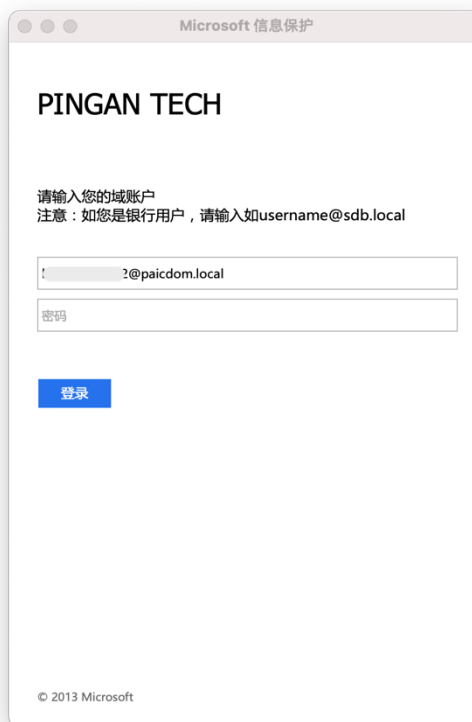 Microsoft 信息保护
PINGAN TECH
请输入您的域账户
注意：如您是银行用户，请输入如username@sdb.local
2@paicdom.local
密码
登录
© 2013 Microsoft